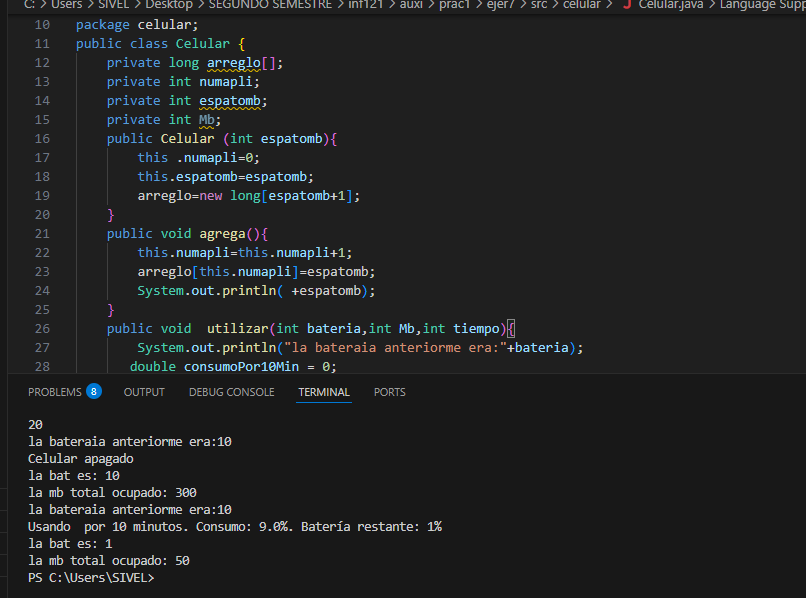 C: > Users > SIVEL > Desktop > SEGUNDO SEMESTRE > inf121 > auxi > prac1 > ejer7 > src > celular > J Celular.java > Language Supp
10 package celular;
11 public class Celular {
12 private long arreglo[];
13 private int numapli;
14 private int espatomb;
15 private int Mb;
16 public Celular (int espatomb){
17 this .numapli=0;
18 this.espatomb=espatomb;
19 arreglo=new long[espatomb+1];
20 }
21 public void agrega(){
22 this.numapli=this.numapli+1;
23 arreglo[this.numapli]=espatomb;
24 System.out.println( +espatomb);
25 }
26 public void  utilizar(int bateria,int Mb,int tiempo){
27 System.out.println("la bateraia anteriorme era:"+bateria);
28 double consumoPor10Min = 0;
PROBLEMS 8 OUTPUT DEBUG CONSOLE TERMINAL PORTS
20
la bateraia anteriorme era:10
Celular apagado
la bat es: 10
la mb total ocupado: 300
la bateraia anteriorme era:10
Usando  por 10 minutos. Consumo: 9.0%. Batería restante: 1%
la bat es: 1
la mb total ocupado: 50
PS C:\Users\SIVEL>